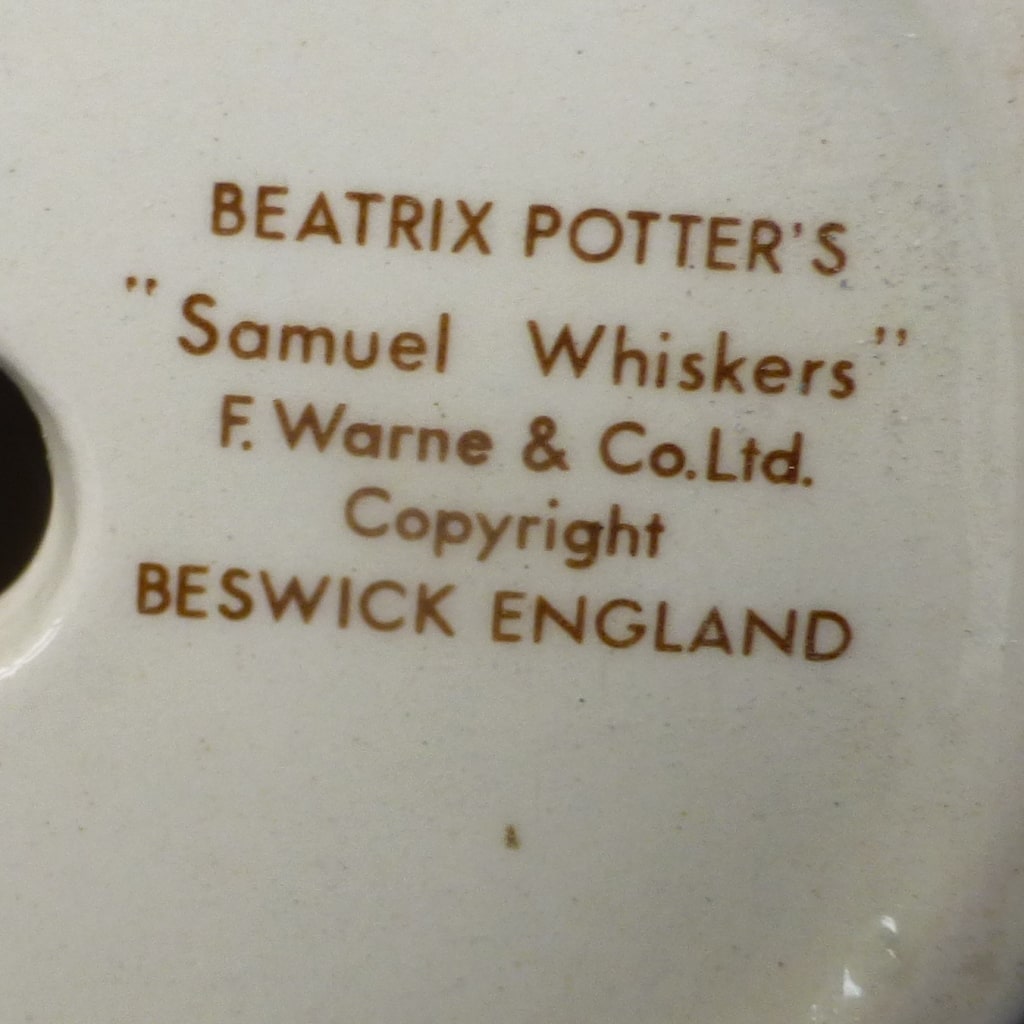 BEATRIX POTTER'S
"Samuel Whiskers"
F. Warne & Co. Ltd.
Copyright
BESWICK ENGLAND